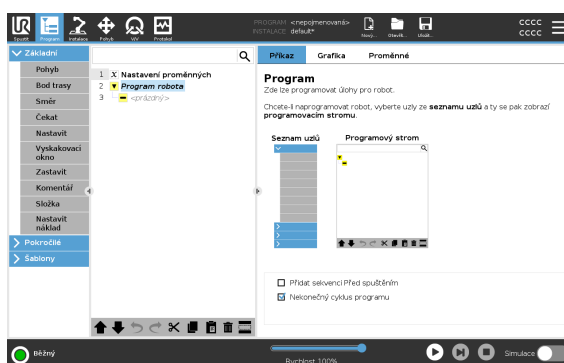 PROGRAM <nepojmenovaná>
INSTALACE default*
cccc
cccc
Spustit Program Instalace Pohyb V/V Protokol Nový... Otevřít... Uložit...
Základní
Pohyb
Bod trasy
Směr
Čekat
Nastavit
Vyskakovací
okno
Zastavit
Komentář
Složka
Nastavit
náklad
Pokročilé
Šablony
1 X Nastavení proměnných
2 Program robota
3 <prázdný>
Příkaz Grafika Proměnné
Program
Zde lze programovat úlohy pro robot.
Chcete-li naprogramovat robot, vyberte uzly ze seznamu uzlů a ty se pak zobrazí
programovacím stromu.
Seznam uzlů Programový strom
Přidat sekvenci Před spuštěním
Nekonečný cyklus programu
Běžný
Rychlost 100%
Simulace